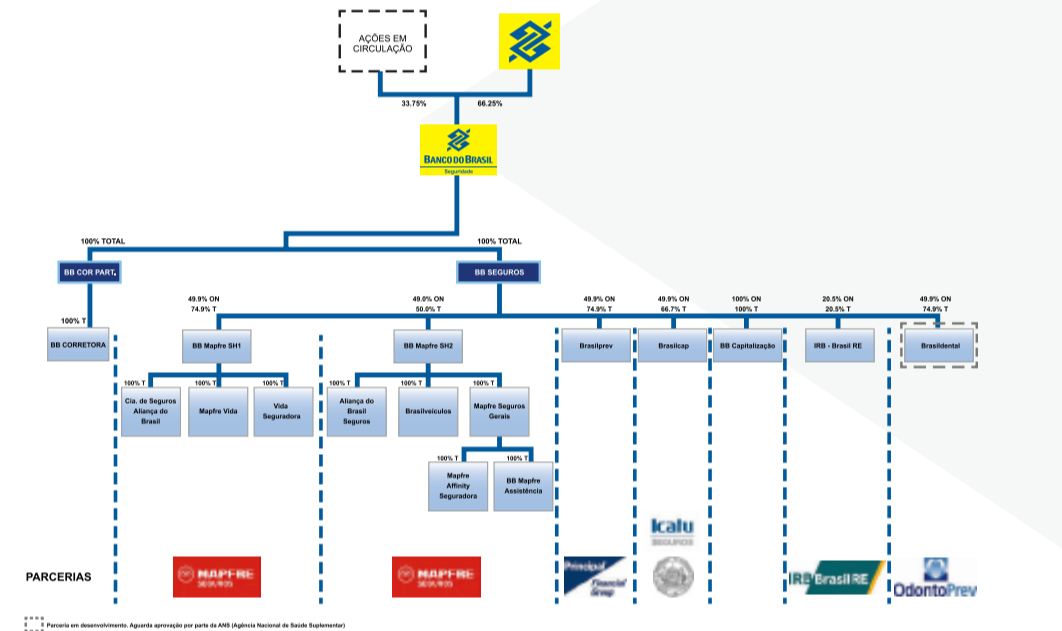 AÇÕES EM
CIRCULAÇÃO
33.75%
66.25%
BANCO DO BRASIL
Seguridade
100% TOTAL
100% TOTAL
BB COR PART.
BB SEGUROS
100% T
49.9% ON
74.9% T
49.0% ON
50.0% T
49.9% ON
74.9% T
49.9% ON
66.7% T
100% ON
100% T
20.5% ON
20.5% T
49.9% ON
74.9% T
BB CORRETORA
BB Mapfre SH1
BB Mapfre SH2
Brasilprev
Brasilcap
BB Capitalização
IRB - Brasil RE
Brasildental
100% T
100% T
100% T
100% T
100% T
100% T
Cia. de Seguros
Aliança do
Brasil
Mapfre Vida
Vida
Seguradora
Aliança do
Brasil
Seguros
Brasilveículos
Mapfre Seguros
Gerais
100% T
100% T
Mapfre
Affinity
Seguradora
BB Mapfre
Assistência
PARCERIAS
MAPFRE
SEGUROS
MAPFRE
SEGUROS
Principal
Financial
Group
Icatu
SEGUROS
IRB Brasil RE
OdontoPrev
Parceria em desenvolvimento. Aguarda aprovação por parte da ANS (Agência Nacional de Saúde Suplementar)